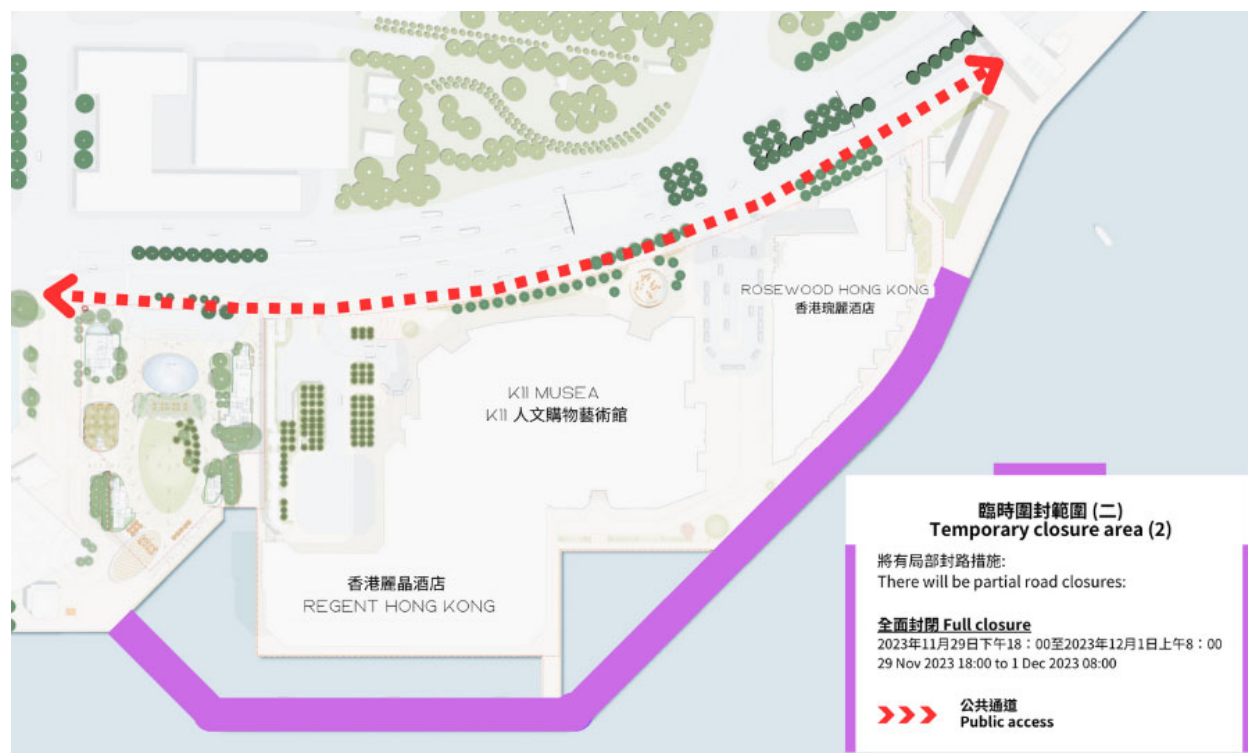 ROSEWOOD HONG KONG
香港瑰麗酒店
K11 MUSEA
K11 人文購物藝術館
香港麗晶酒店
REGENT HONG KONG
臨時圍封範圍 (二)
Temporary closure area (2)
將有局部封路措施:
There will be partial road closures:
全面封閉 Full closure
2023年11月29日下午18：00至2023年12月1日上午8：00
29 Nov 2023 18:00 to 1 Dec 2023 08:00
公共通道
Public access